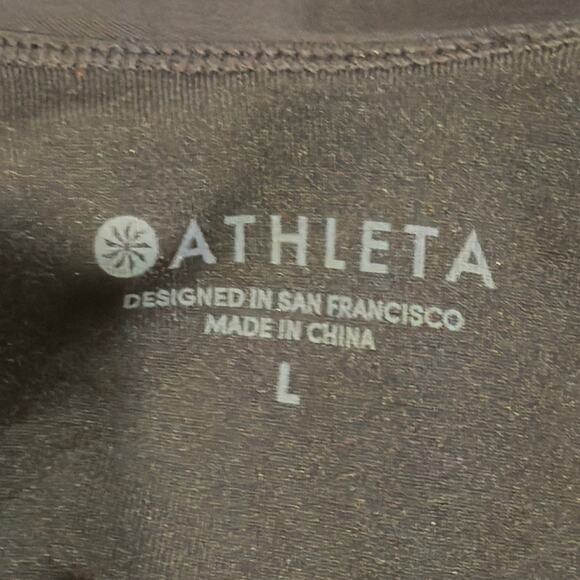 ATHLETA
DESIGNED IN SAN FRANCISCO
MADE IN CHINA
L